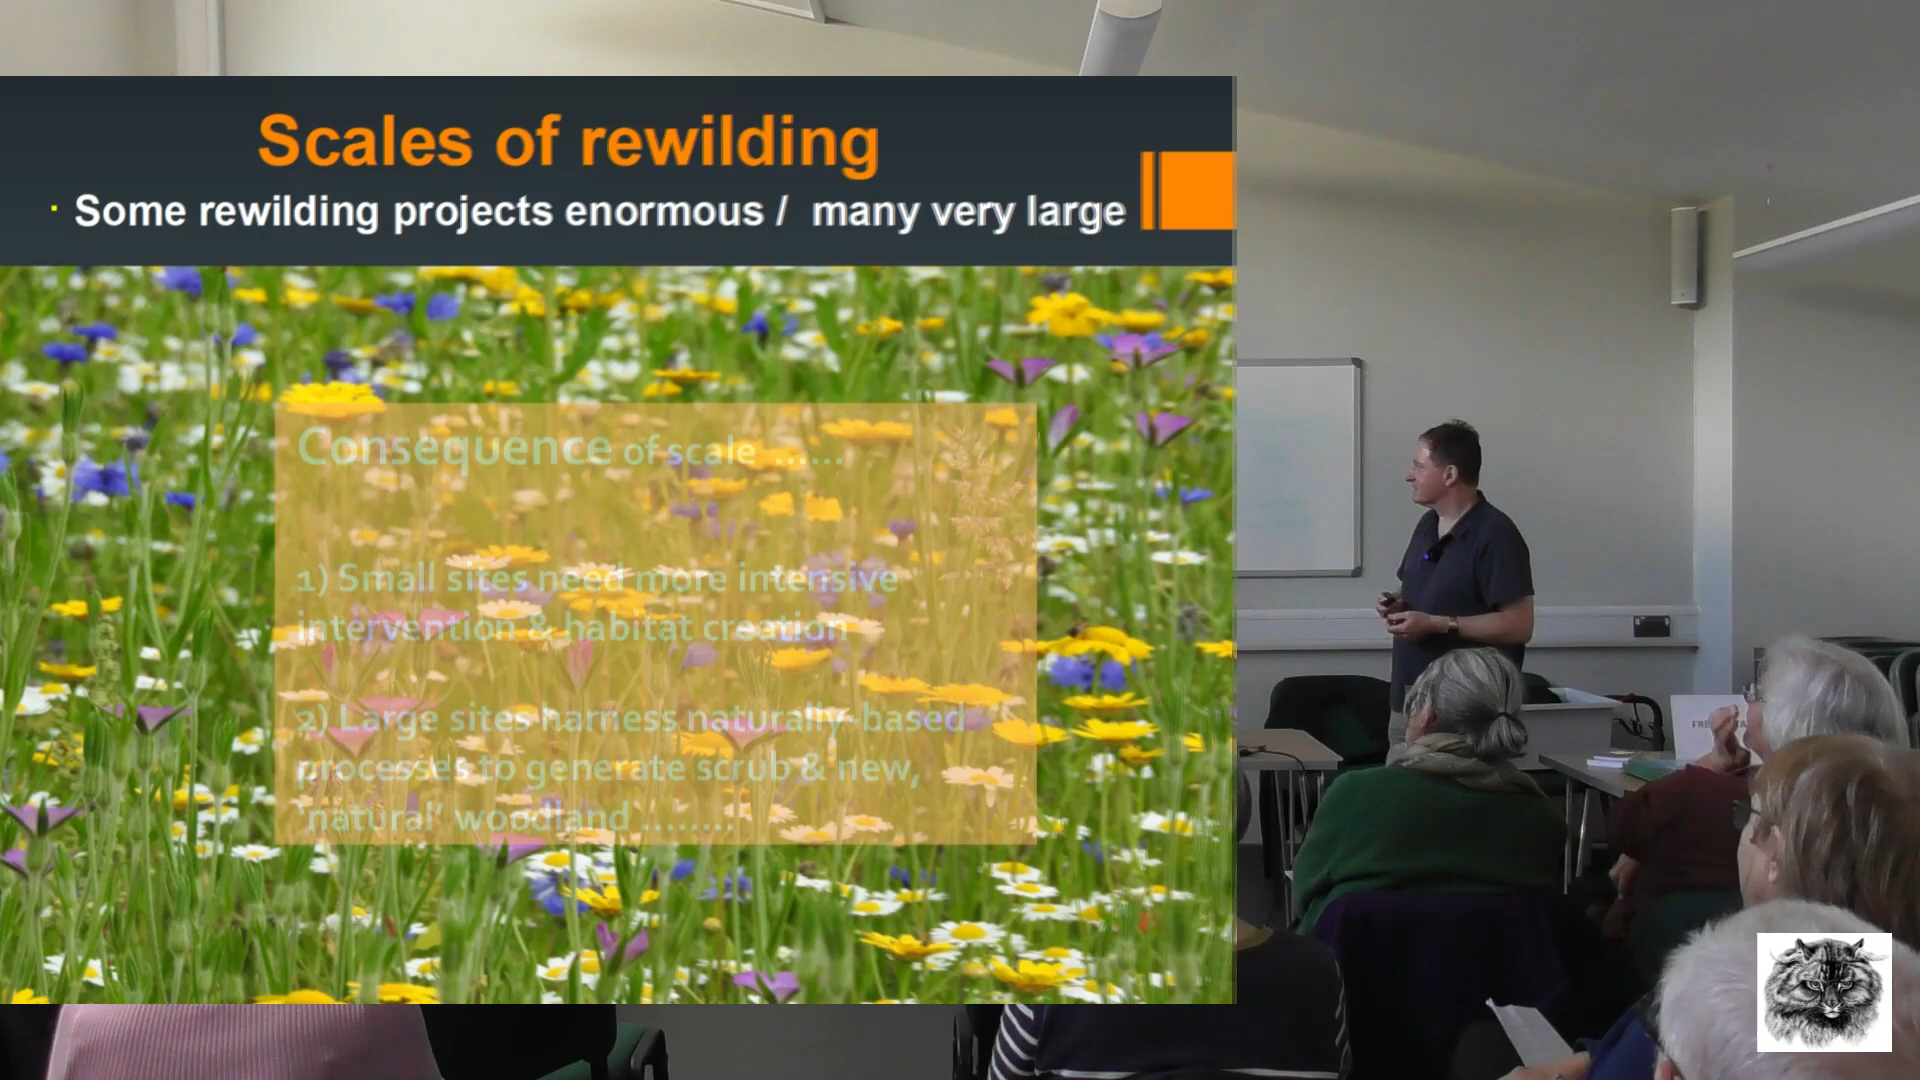 Scales of rewilding
· Some rewilding projects enormous / many very large
Consequence of scale ......
1) Small sites need more intensive
intervention & habitat creation
2) Large sites harness naturally-based
processes to generate scrub & new,
'natural' woodland ........